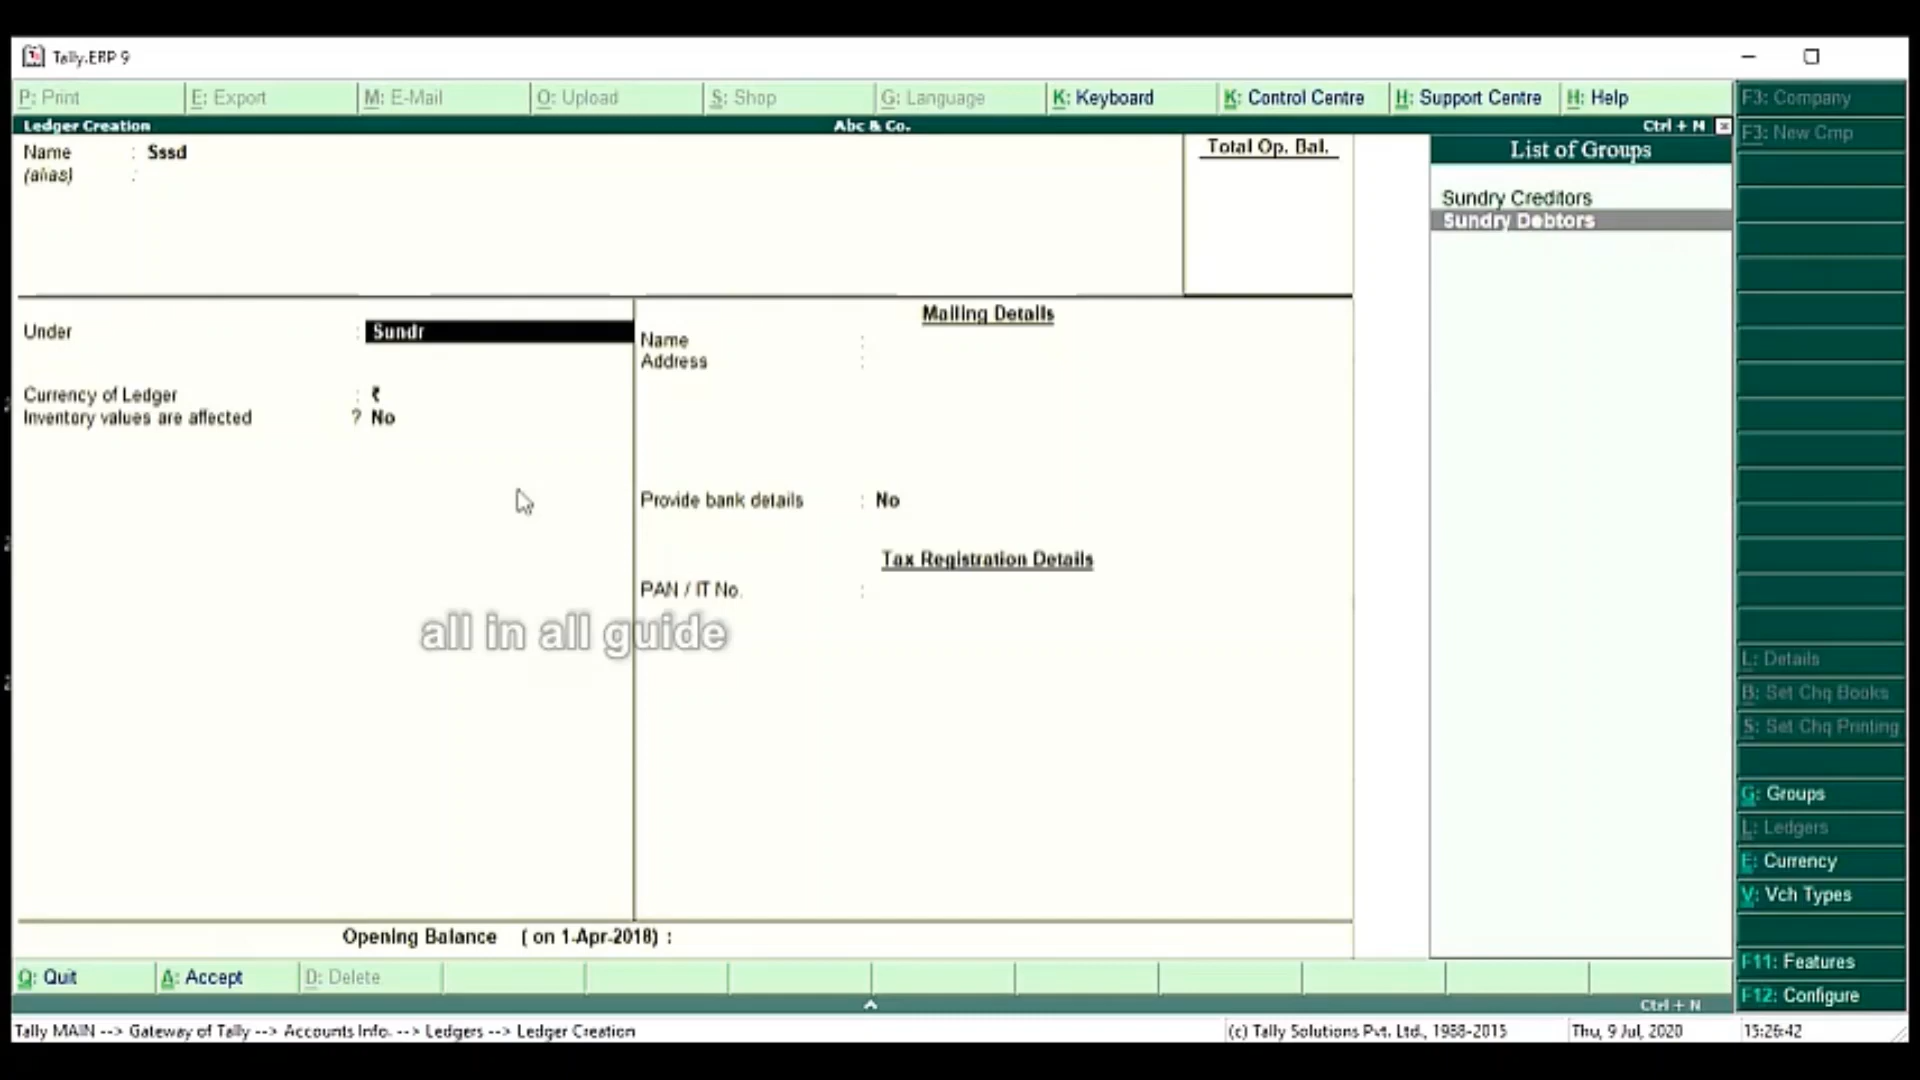 Tally.ERP 9
P: Print E: Export M: E-Mail O: Upload S: Shop G: Language K: Keyboard K: Control Centre H: Support Centre H: Help F3: Company
Ledger Creation Abc & Co. Ctrl + M
F3: New Cmp
Name : Sssd
(alias) :
Total Op. Bal.
List of Groups
Sundry Creditors
Sundry Debtors
Under : Sundr
Currency of Ledger : ₹
Inventory values are affected ? No
Mailing Details
Name :
Address :
Provide bank details : No
Tax Registration Details
PAN / IT No. :
all in all guide
L: Details
B: Set Chq Books
S: Set Chq Printing
G: Groups
L: Ledgers
E: Currency
V: Vch Types
F11: Features
F12: Configure
Opening Balance ( on 1-Apr-2018) :
Q: Quit A: Accept D: Delete
Ctrl + N
Tally MAIN --> Gateway of Tally --> Accounts Info. --> Ledgers --> Ledger Creation (c) Tally Solutions Pvt. Ltd., 1988-2015 Thu, 9 Jul, 2020 15:26:42